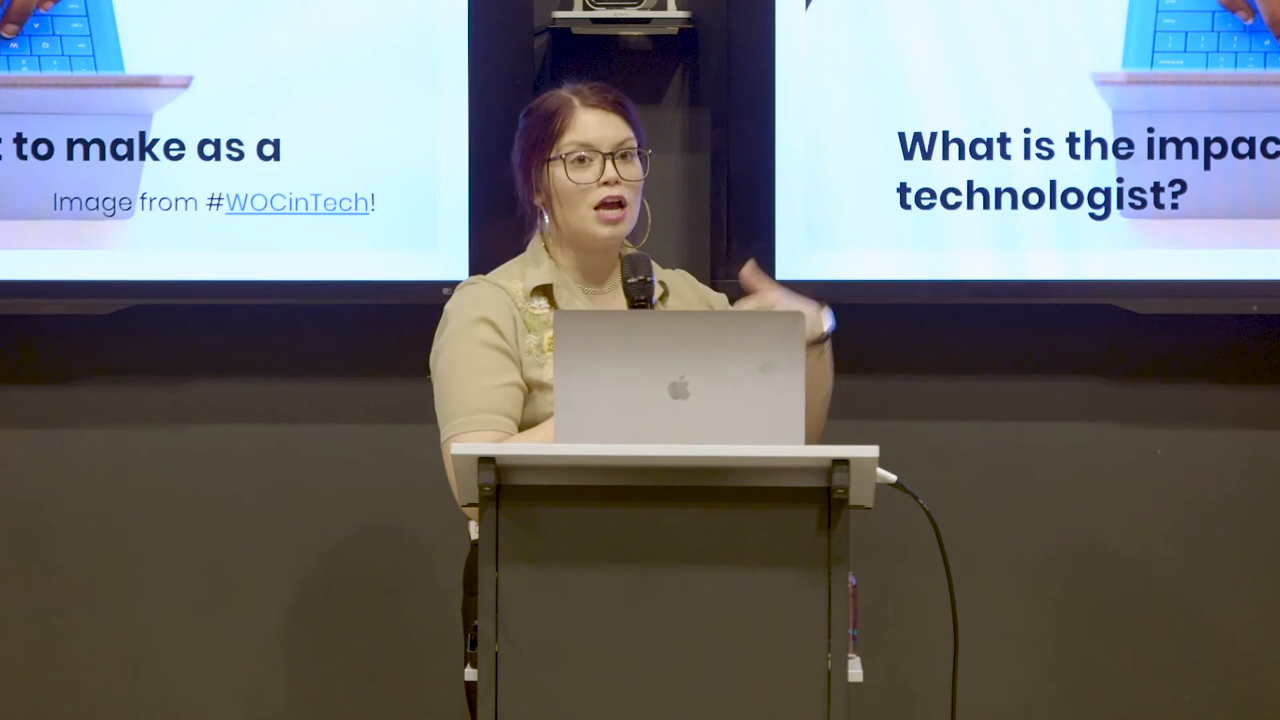 t to make as a
Image from #WOCinTech!
What is the impac
technologist?